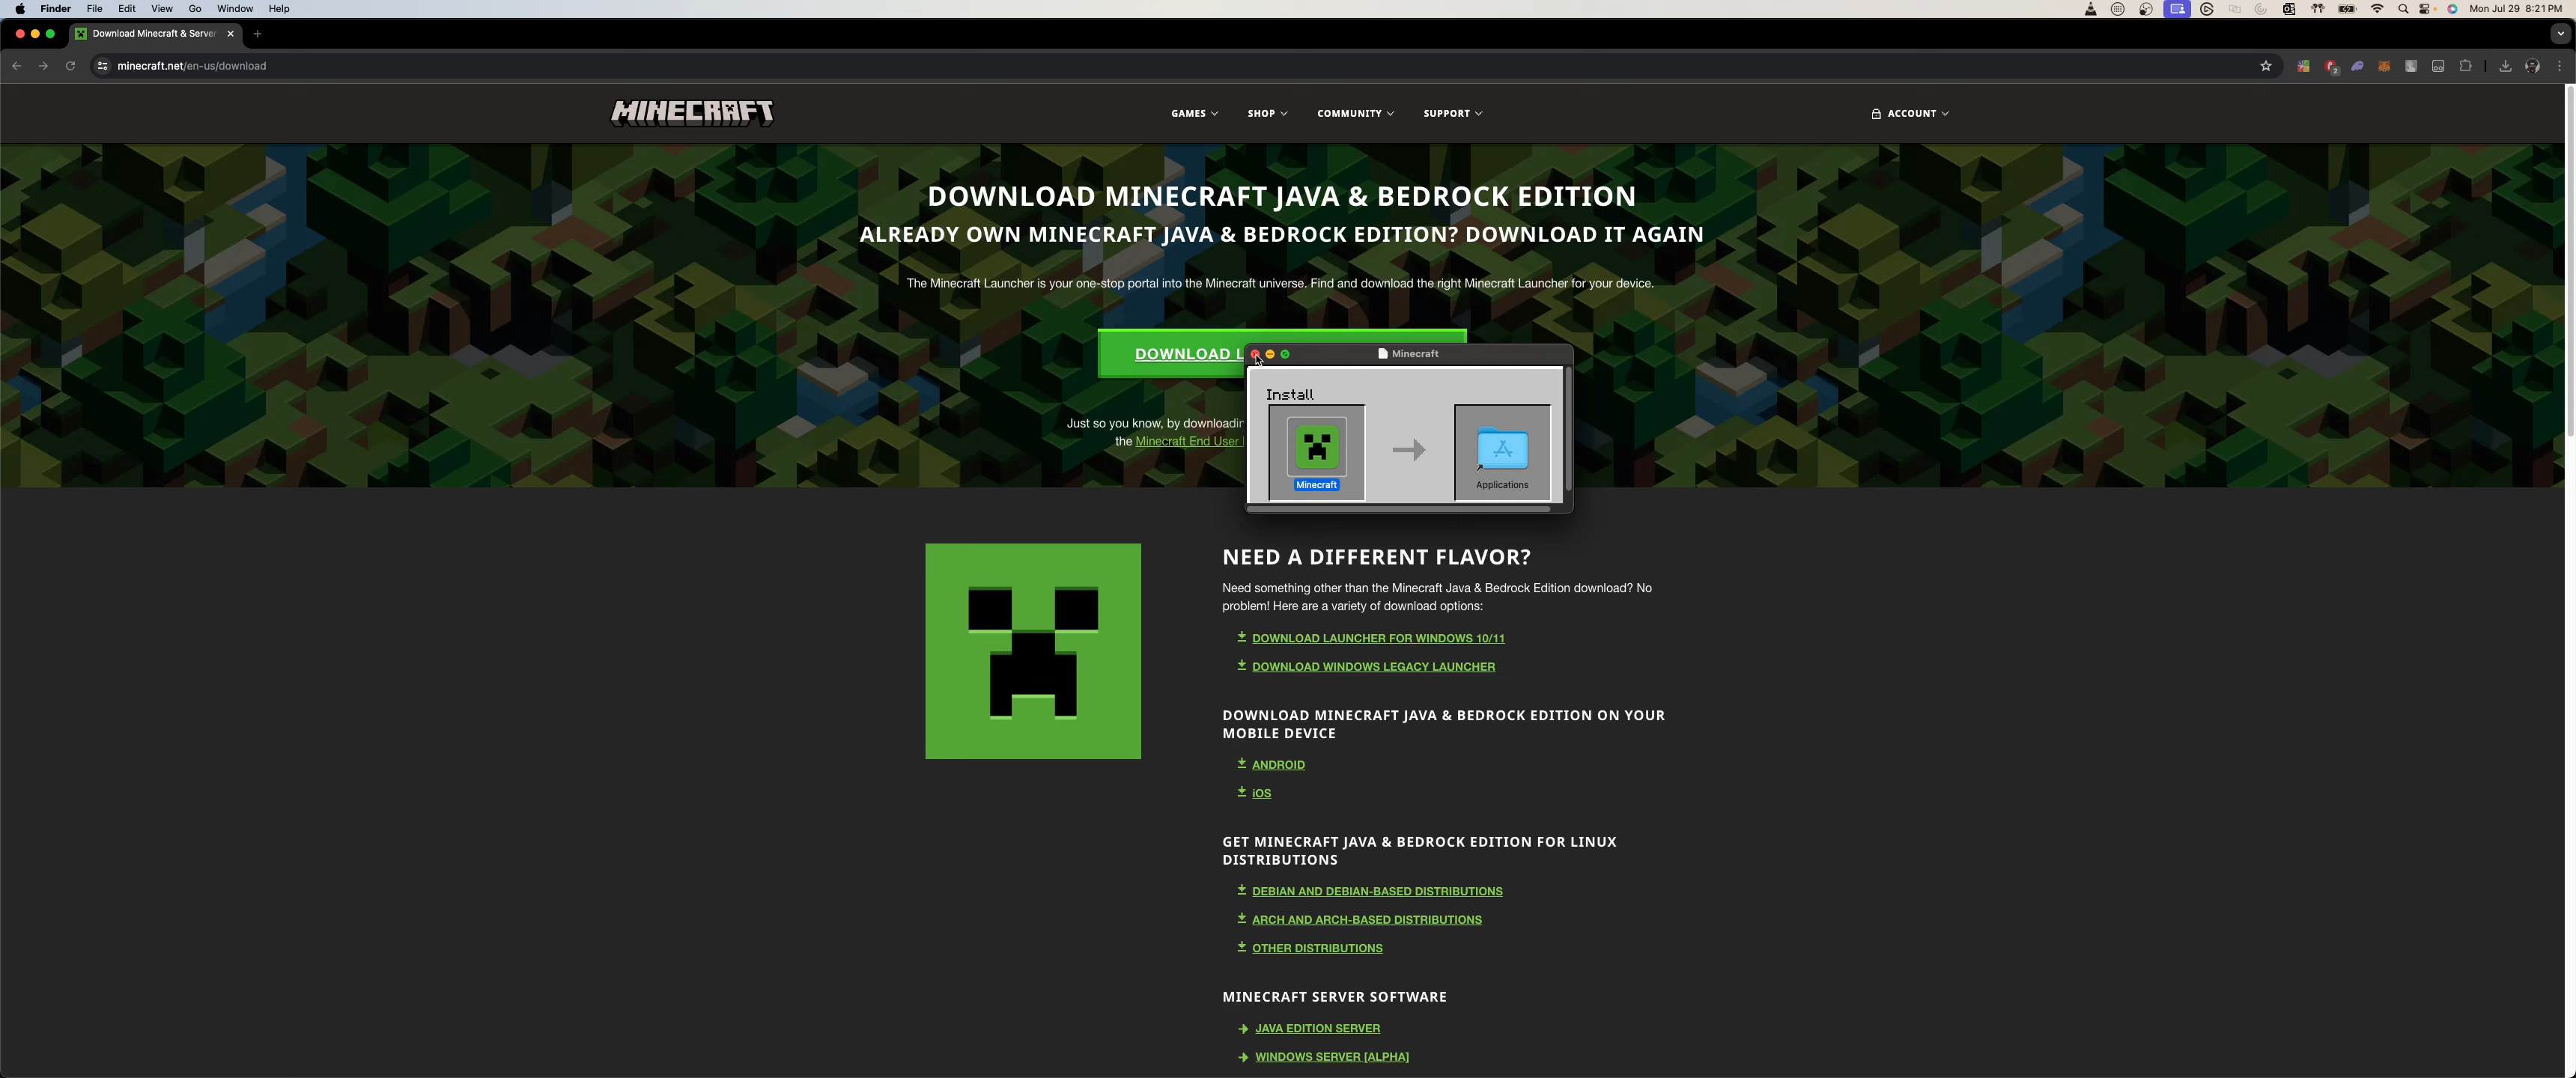 Finder File Edit View Go Window Help
Mon Jul 29 8:21 PM
Download Minecraft & Server
minecraft.net/en-us/download
2
MINECRAFT
GAMES
SHOP
COMMUNITY
SUPPORT
ACCOUNT
DOWNLOAD MINECRAFT JAVA & BEDROCK EDITION
ALREADY OWN MINECRAFT JAVA & BEDROCK EDITION? DOWNLOAD IT AGAIN
The Minecraft Launcher is your one-stop portal into the Minecraft universe. Find and download the right Minecraft Launcher for your device.
DOWNLOAD L
Just so you know, by downloadin
the Minecraft End User
Minecraft
Install
Minecraft
Applications
NEED A DIFFERENT FLAVOR?
Need something other than the Minecraft Java & Bedrock Edition download? No
problem! Here are a variety of download options:
DOWNLOAD LAUNCHER FOR WINDOWS 10/11
DOWNLOAD WINDOWS LEGACY LAUNCHER
DOWNLOAD MINECRAFT JAVA & BEDROCK EDITION ON YOUR
MOBILE DEVICE
ANDROID
iOS
GET MINECRAFT JAVA & BEDROCK EDITION FOR LINUX
DISTRIBUTIONS
DEBIAN AND DEBIAN-BASED DISTRIBUTIONS
ARCH AND ARCH-BASED DISTRIBUTIONS
OTHER DISTRIBUTIONS
MINECRAFT SERVER SOFTWARE
JAVA EDITION SERVER
WINDOWS SERVER [ALPHA]